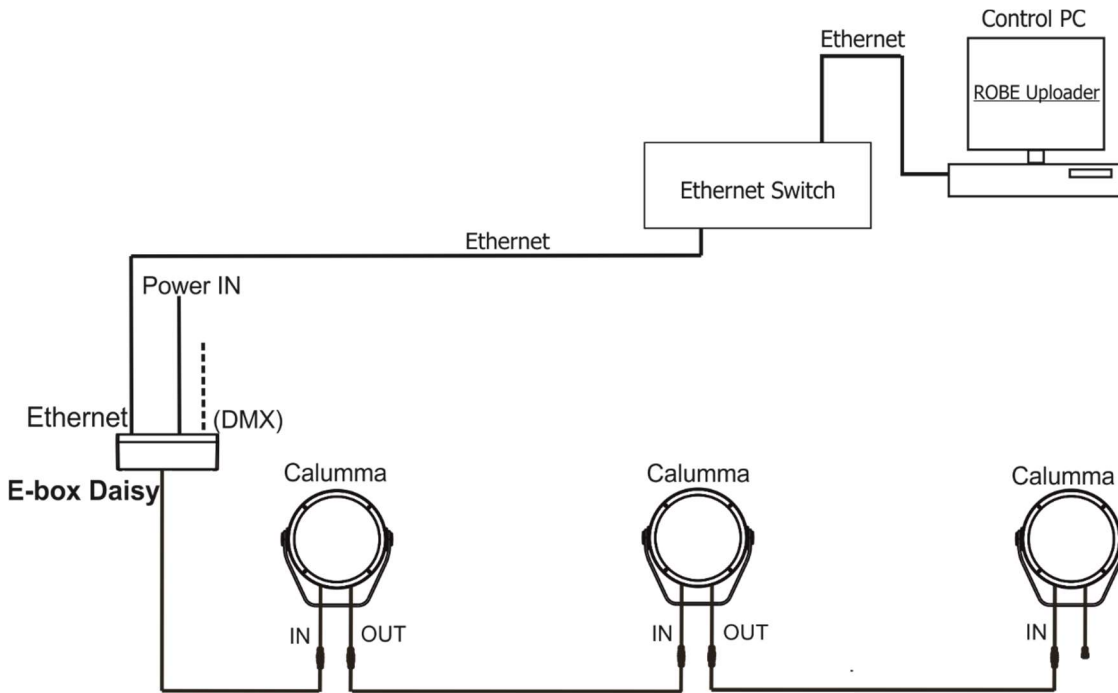 Control PC
Ethernet
ROBE Uploader
Ethernet Switch
Ethernet
Power IN
Ethernet
(DMX)
E-box Daisy
Calumma
Calumma
Calumma
IN
OUT
IN
OUT
IN